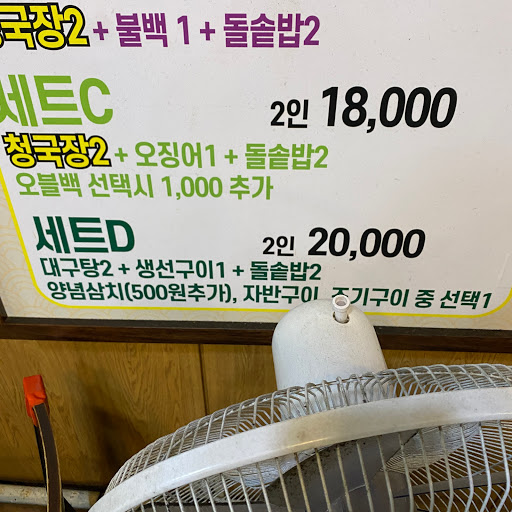 청국장2 + 불백 1 + 돌솥밥2
세트C 2인 18,000
청국장2 + 오징어1 + 돌솥밥2
오블백 선택시 1,000 추가
세트D 2인 20,000
대구탕2 + 생선구이1 + 돌솥밥2
양념삼치(500원추가), 자반구이, 조기구이 중 선택1